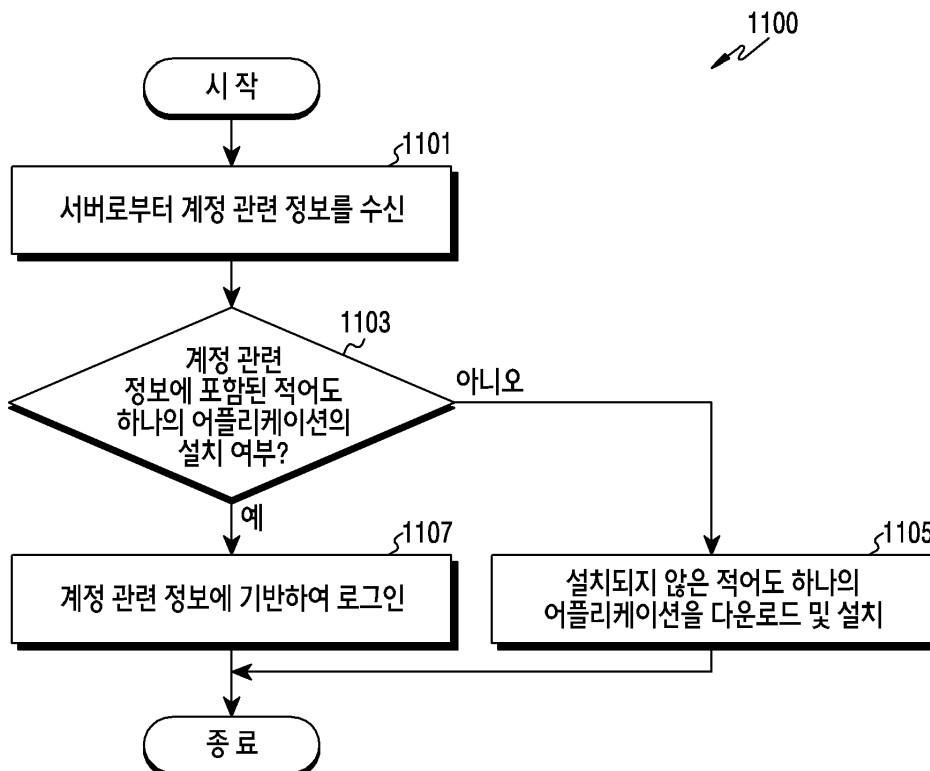 1100
시 작
1101
서버로부터 계정 관련 정보를 수신
1103
계정 관련
정보에 포함된 적어도
하나의 어플리케이션의
설치 여부?
아니오
예
1107
계정 관련 정보에 기반하여 로그인
1105
설치되지 않은 적어도 하나의
어플리케이션을 다운로드 및 설치
종 료